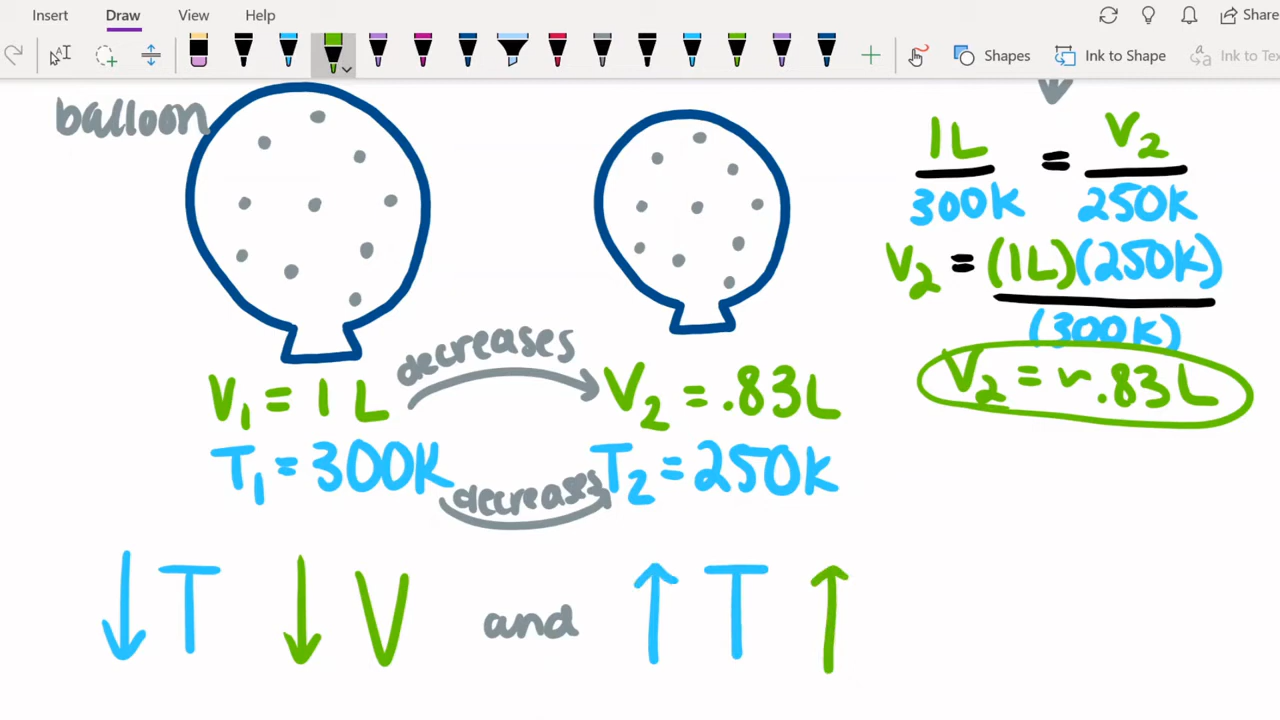 Insert Draw View Help Share
Shapes Ink to Shape Ink to Tex
balloon
1L = V2
300K 250K
V2 = (1L)(250K)
(300K)
V2 = ~ .83L
decreases
V1 = 1 L V2 = .83L
T1 = 300K T2 = 250K
decreases
↓ T ↓ V and ↑ T ↑